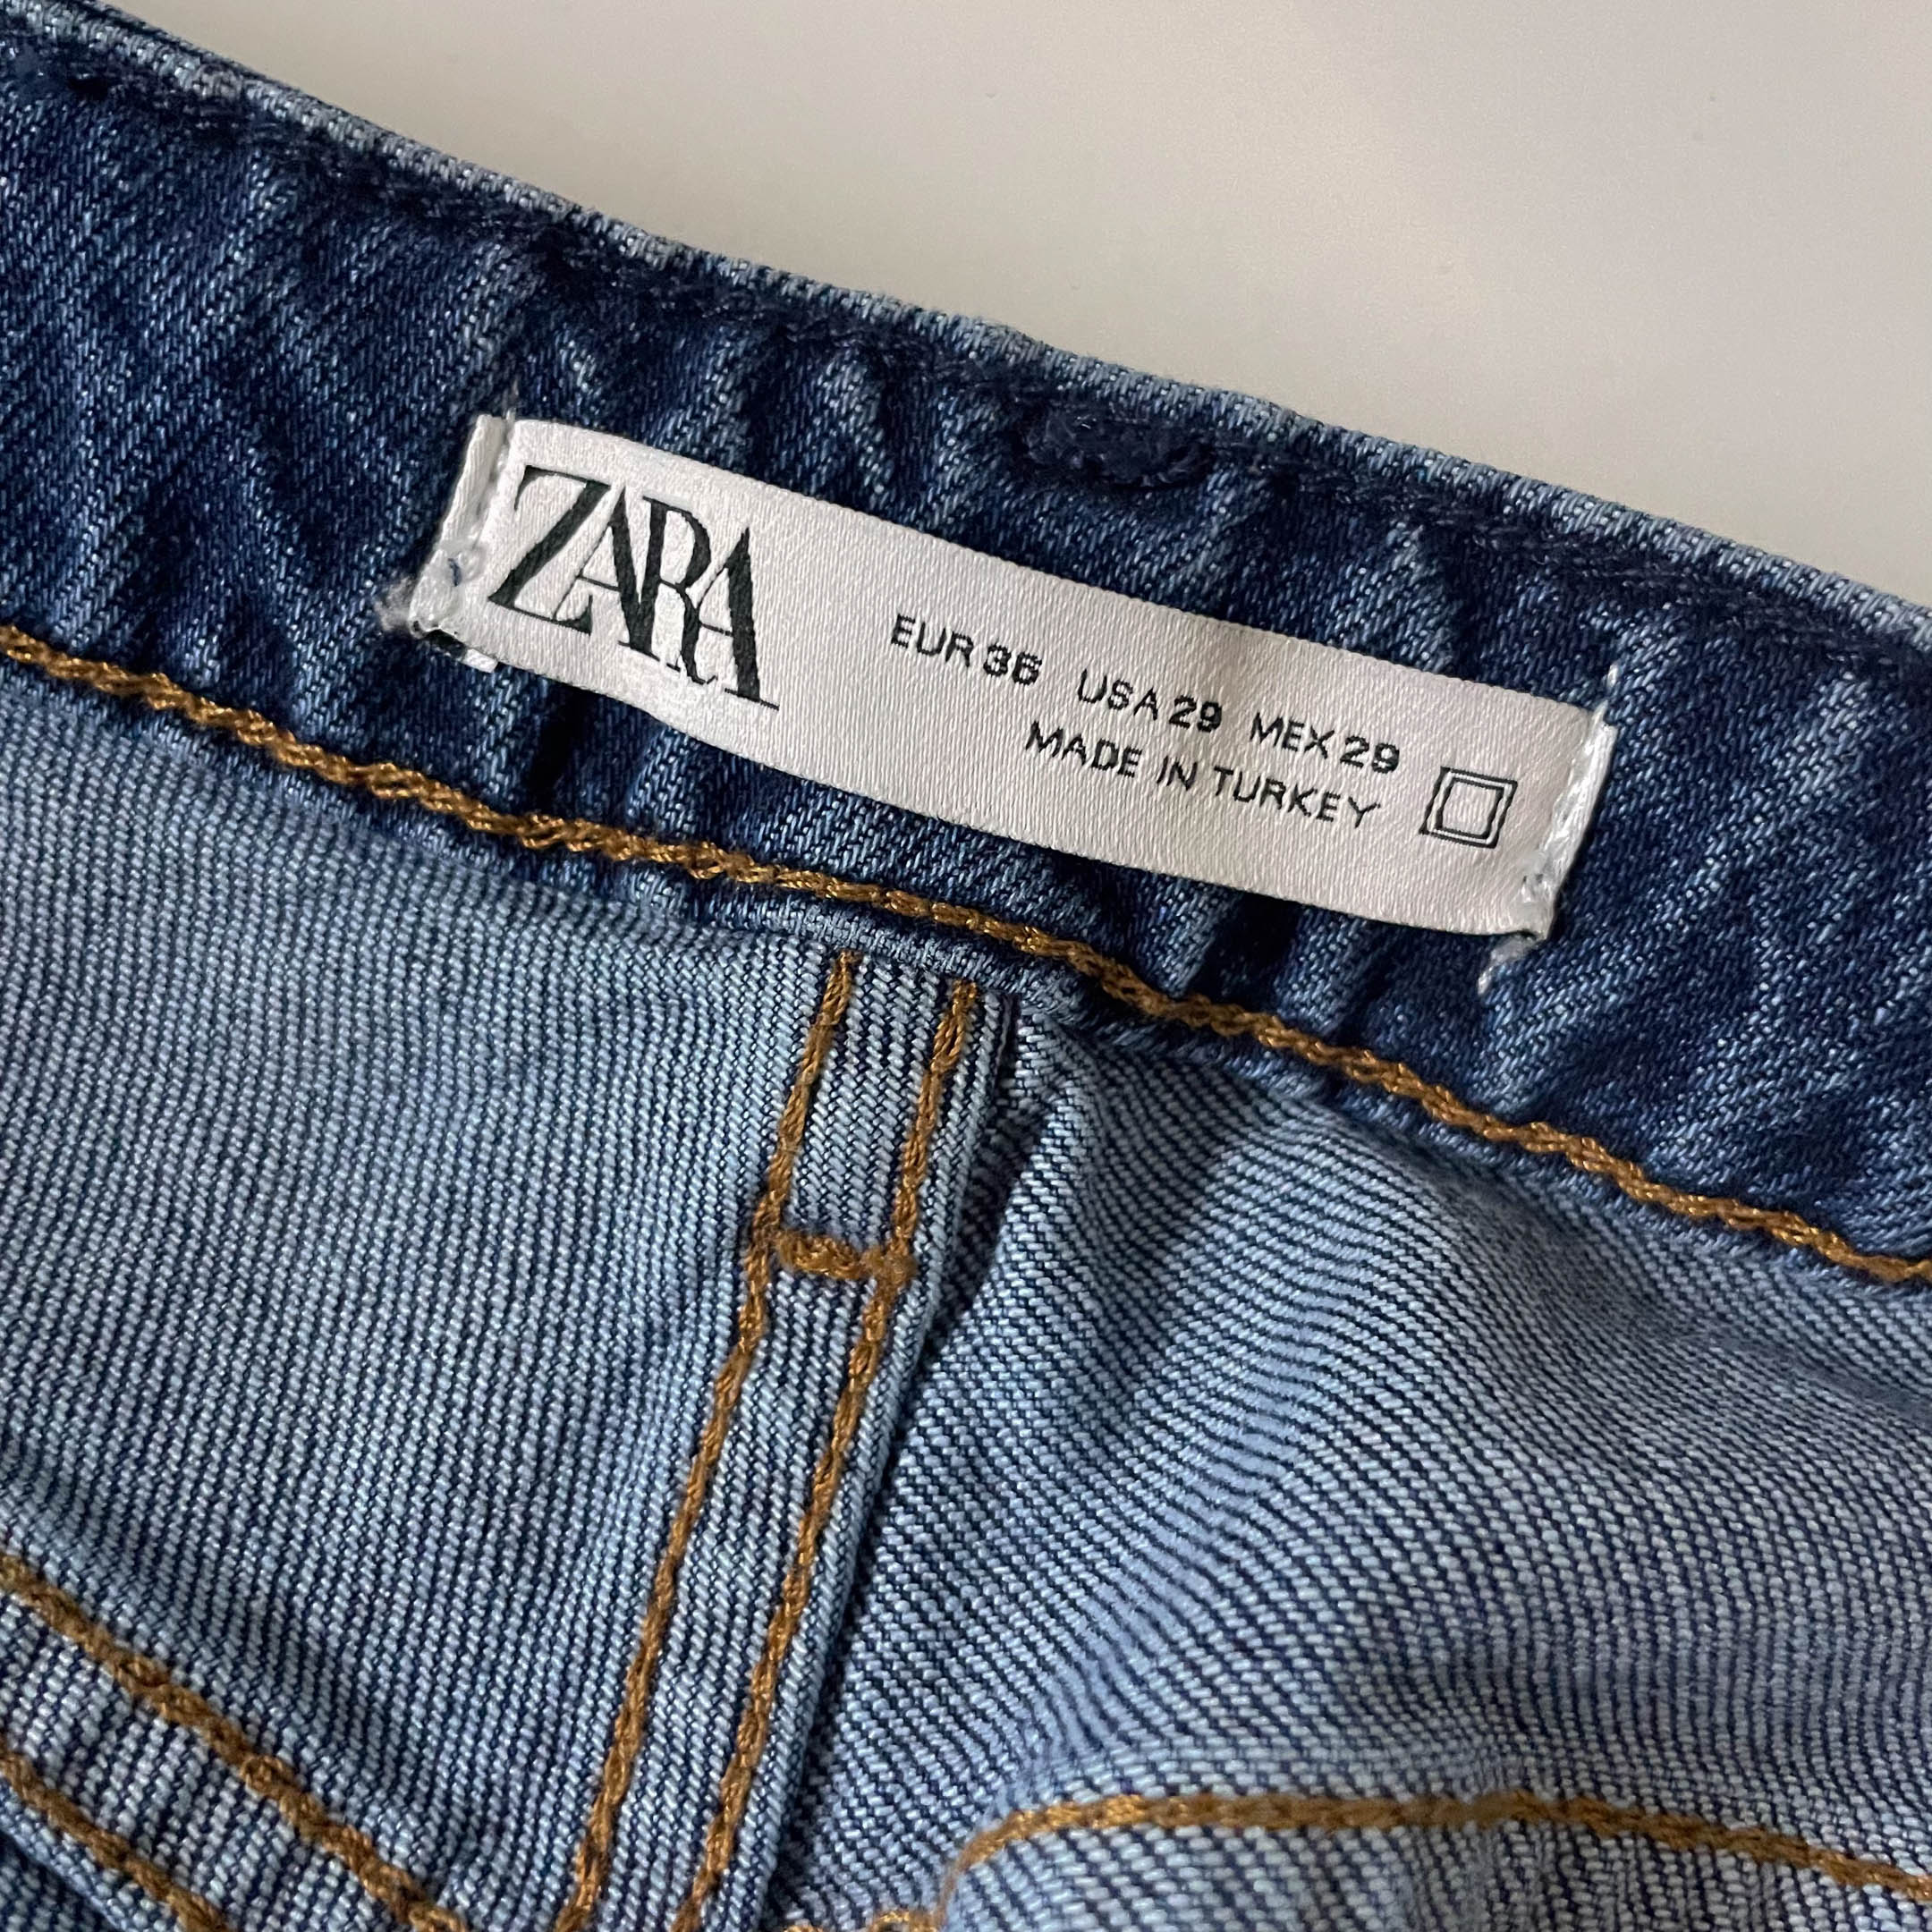 ZARA
EUR 36 USA 29 MEX 29
MADE IN TURKEY